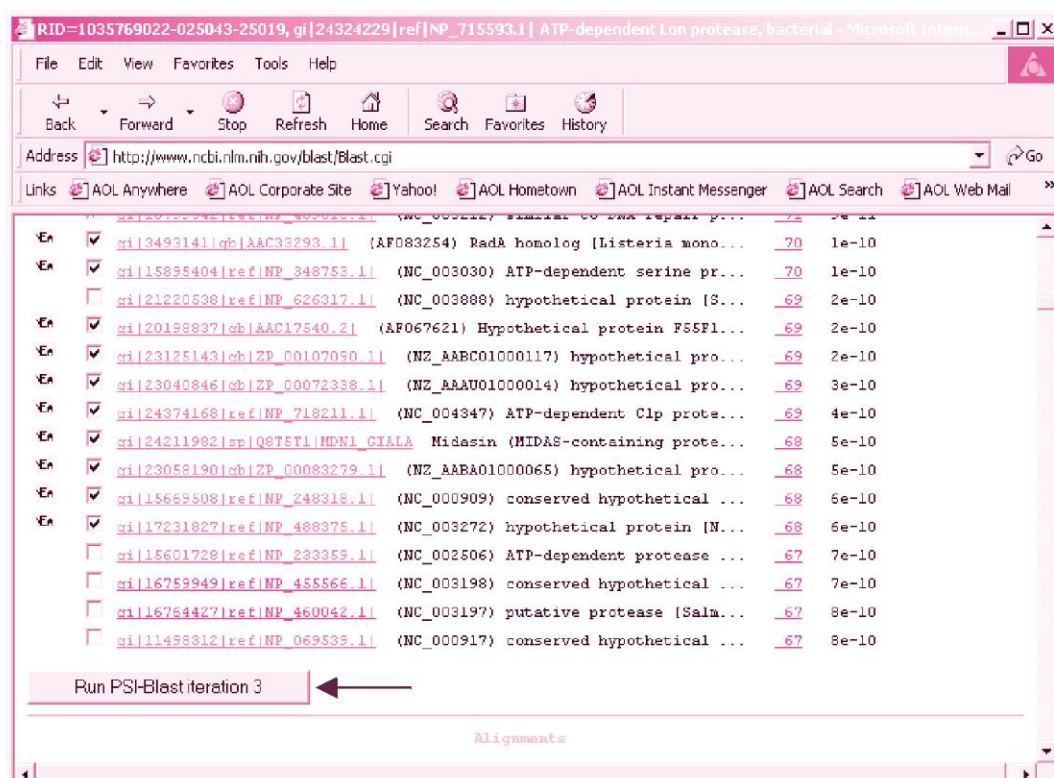 RID=1035769022-025043-25019, gi|24324229|ref|NP_715593.1| ATP-dependent Lon protease, bacterial - Microsoft Intern...
File Edit View Favorites Tools Help
Back Forward Stop Refresh Home Search Favorites History
Address http://www.ncbi.nlm.nih.gov/blast/Blast.cgi Go
Links AOL Anywhere AOL Corporate Site Yahoo! AOL Hometown AOL Instant Messenger AOL Search AOL Web Mail »
similar to DNA repair p... 71
gi|3493141|gb|AAC33293.1| (AF083254) RadA homolog [Listeria mono... 70 1e-10
gi|15895404|ref|NP_348753.1| (NC_003030) ATP-dependent serine pr... 70 1e-10
gi|21220538|ref|NP_626317.1| (NC_003888) hypothetical protein [S... 69 2e-10
gi|20198837|gb|AAC17540.2| (AF067621) Hypothetical protein F55F1... 69 2e-10
gi|23125143|gb|ZP_00107090.1| (NZ_AABC01000117) hypothetical pro... 69 2e-10
gi|23040846|gb|ZP_00072338.1| (NZ_AAAU01000014) hypothetical pro... 69 3e-10
gi|24374168|ref|NP_718211.1| (NC_004347) ATP-dependent Clp prote... 69 4e-10
gi|24211982|sp|Q8T5T1|MDN1_GIALA Midasin (MIDAS-containing prote... 68 5e-10
gi|23058190|gb|ZP_00083279.1| (NZ_AABA01000065) hypothetical pro... 68 5e-10
gi|15669508|ref|NP_248318.1| (NC_000909) conserved hypothetical ... 68 6e-10
gi|17231827|ref|NP_488375.1| (NC_003272) hypothetical protein [N... 68 6e-10
gi|15601728|ref|NP_233359.1| (NC_002506) ATP-dependent protease ... 67 7e-10
gi|16759949|ref|NP_455566.1| (NC_003198) conserved hypothetical ... 67 7e-10
gi|16764427|ref|NP_460042.1| (NC_003197) putative protease [Salm... 67 8e-10
gi|11498312|ref|NP_069539.1| (NC_000917) conserved hypothetical ... 67 8e-10
Run PSI-Blast iteration 3
Alignments